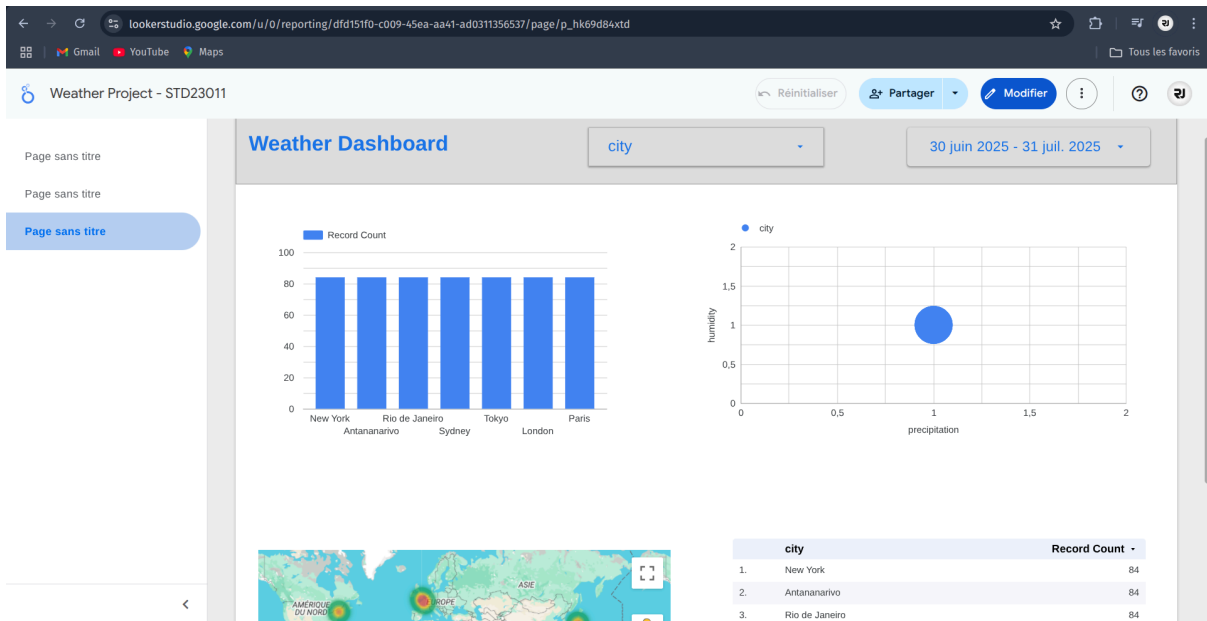 lookerstudio.google.com/u/0/reporting/dfd151f0-c009-45ea-aa41-ad0311356537/page/p_hk69d84xtd
Gmail YouTube Maps Tous les favoris
Weather Project - STD23011 Réinitialiser Partager Modifier
Page sans titre
Page sans titre
Page sans titre
Weather Dashboard city 30 juin 2025 - 31 juil. 2025
Record Count
100
80
60
40
20
0
New York Rio de Janeiro Tokyo Paris
Antananarivo Sydney London
city
2
1,5
1
0,5
0
humidity
0 0,5 1 1,5 2
precipitation
AMÉRIQUE
DU NORD
EUROPE
ASIE
city Record Count
1. New York 84
2. Antananarivo 84
3. Rio de Janeiro 84